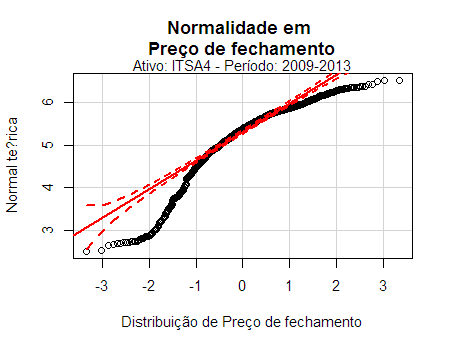 Normalidade em
Preço de fechamento
Ativo: ITSA4 - Período: 2009-2013
Normal te?rica
6
5
4
3
-3 -2 -1 0 1 2 3
Distribuição de Preço de fechamento